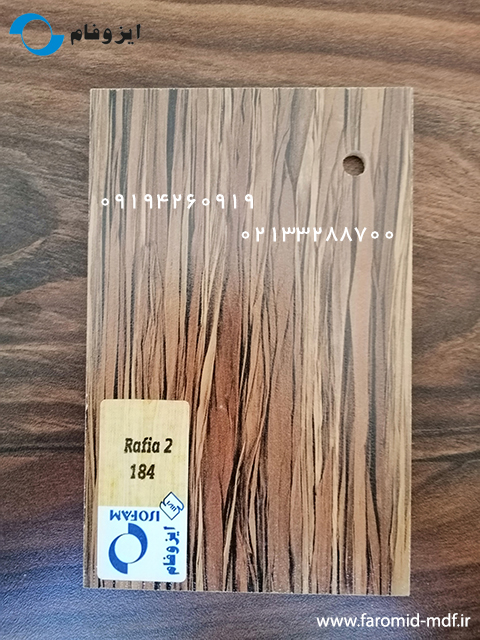 ایزوفام
۰۹۱۹۴۲۶۰۹۱۹
۰۲۱۳۳۲۸۸۷۰۰
Rafia 2
184
ISOFAM
ایزوفام
www.faromid-mdf.ir